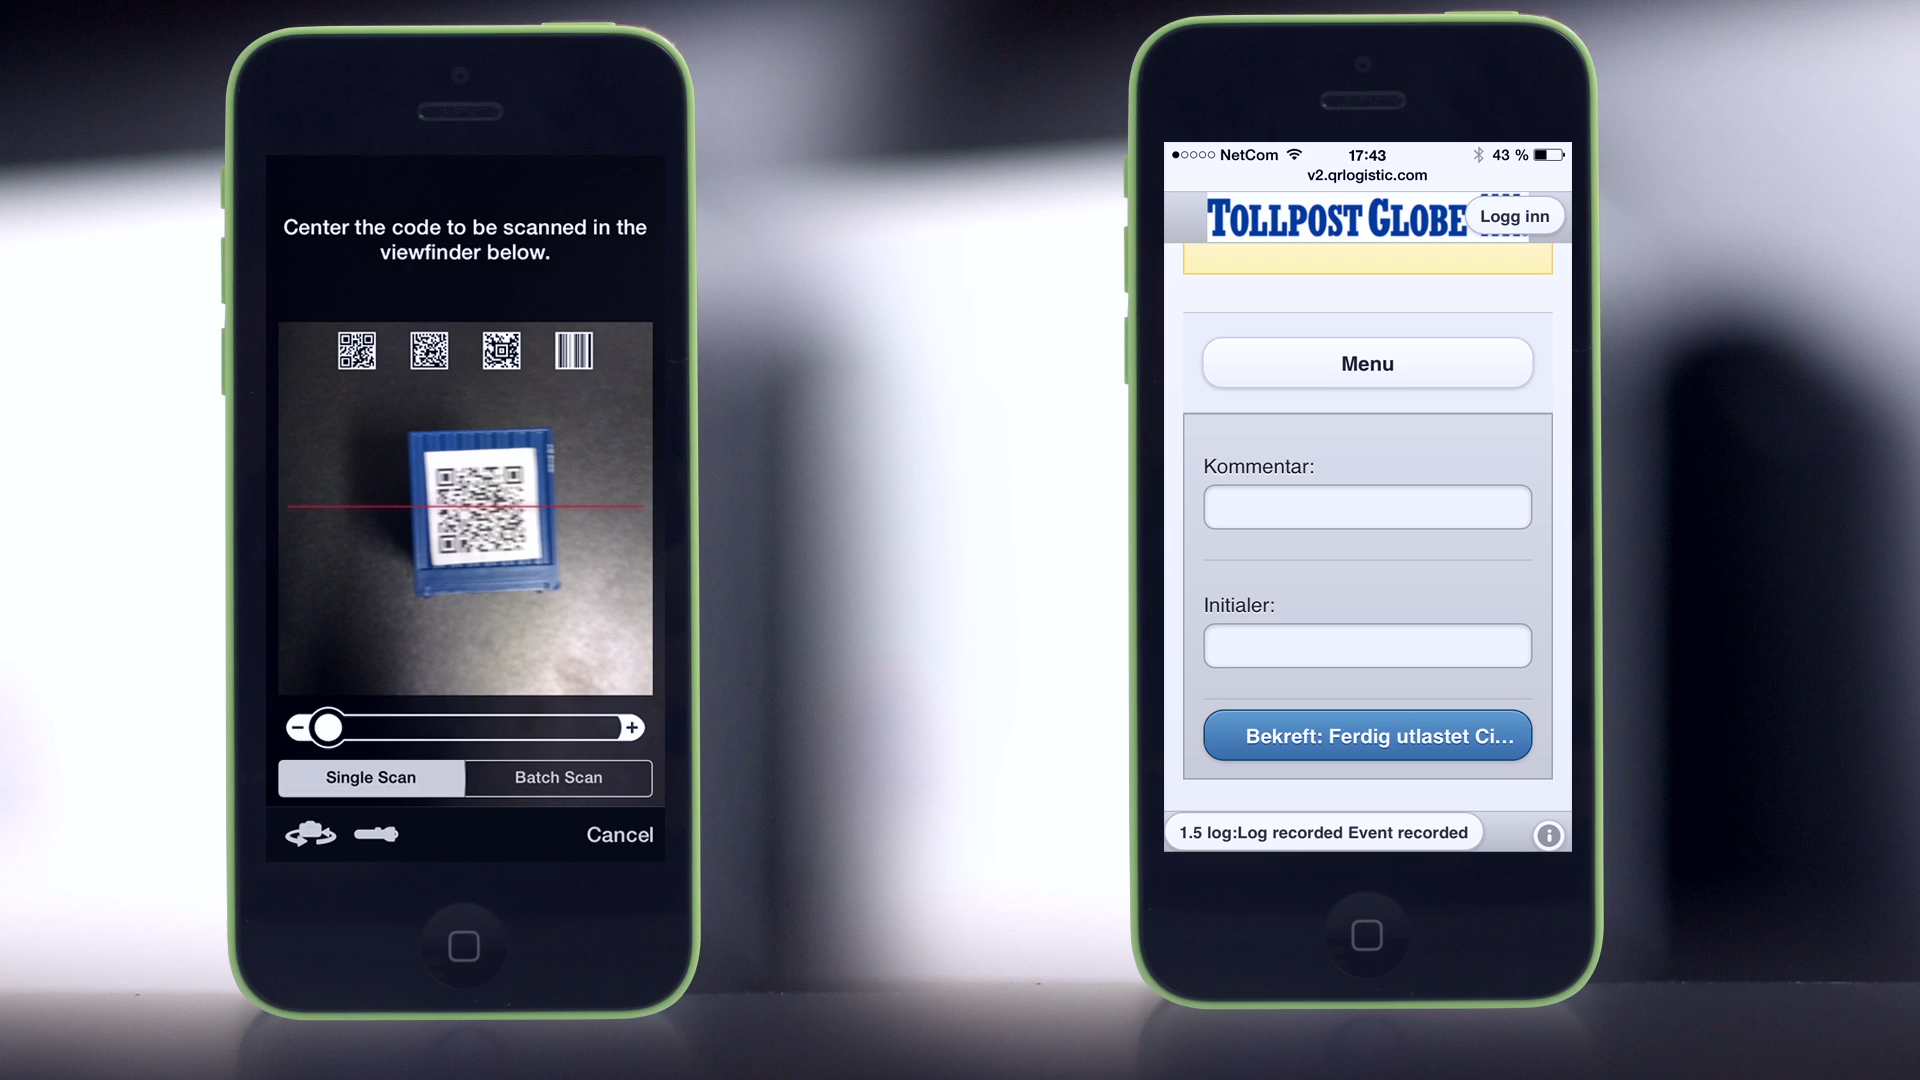 Center the code to be scanned in the
viewfinder below.
Single Scan
Batch Scan
Cancel
NetCom
17:43
43 %
v2.qrlogistic.com
TOLLPOST GLOBE
Logg inn
Menu
Kommentar:
Initialer:
Bekreft: Ferdig utlastet Ci...
1.5 log:Log recorded Event recorded